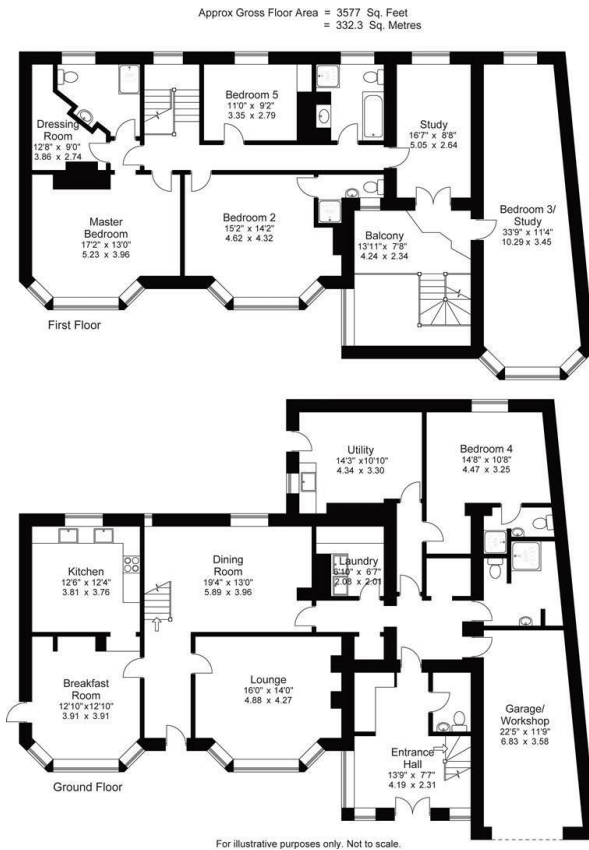 Approx Gross Floor Area = 3577 Sq. Feet
= 332.3 Sq. Metres
Bedroom 5
11'0" x 9'2"
3.35 x 2.79
Study
16'7" x 8'8"
5.05 x 2.64
Dressing
Room
12'8" x 9'0"
3.86 x 2.74
Master
Bedroom
17'2" x 13'0"
5.23 x 3.96
Bedroom 2
15'2" x 14'2"
4.62 x 4.32
Balcony
13'11" x 7'8"
4.24 x 2.34
Bedroom 3/
Study
33'9" x 11'4"
10.29 x 3.45
First Floor
Utility
14'3" x10'10"
4.34 x 3.30
Bedroom 4
14'8" x 10'8"
4.47 x 3.25
Kitchen
12'6" x 12'4"
3.81 x 3.76
Dining
Room
19'4" x 13'0"
5.89 x 3.96
Laundry
6'10" x 6'7"
2.08 x 2.01
Breakfast
Room
12'10"x12'10"
3.91 x 3.91
Lounge
16'0" x 14'0"
4.88 x 4.27
Entrance
Hall
13'9" x 7'7"
4.19 x 2.31
Garage/
Workshop
22'5" x 11'9"
6.83 x 3.58
Ground Floor
For illustrative purposes only. Not to scale.